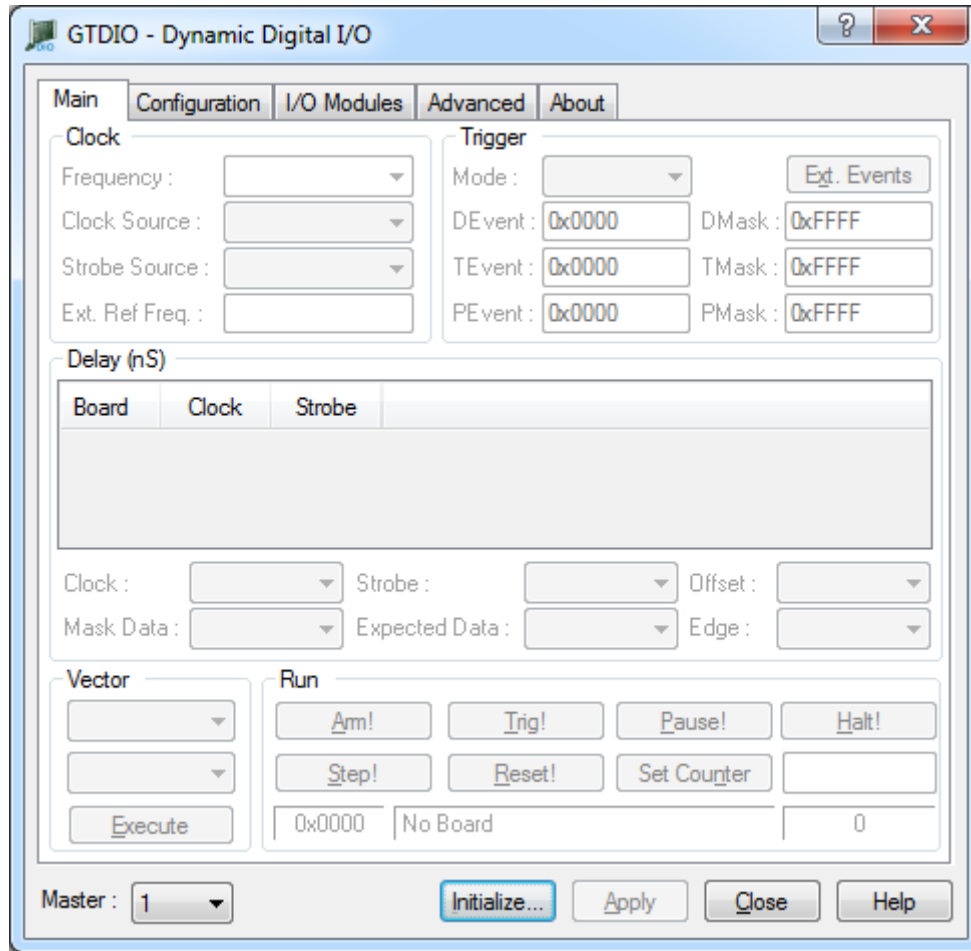 GTDIO - Dynamic Digital I/O
Main Configuration I/O Modules Advanced About
Clock
Frequency :
Clock Source :
Strobe Source :
Ext. Ref Freq. :
Trigger
Mode : Ext. Events
DEvent : 0x0000 DMask : 0xFFFF
TEvent : 0x0000 TMask : 0xFFFF
PEvent : 0x0000 PMask : 0xFFFF
Delay (nS)
Board Clock Strobe
Clock : Strobe : Offset :
Mask Data : Expected Data : Edge :
Vector
Execute
Run
Arm! Trig! Pause! Halt!
Step! Reset! Set Counter
0x0000 No Board 0
Master : 1 Initialize... Apply Close Help